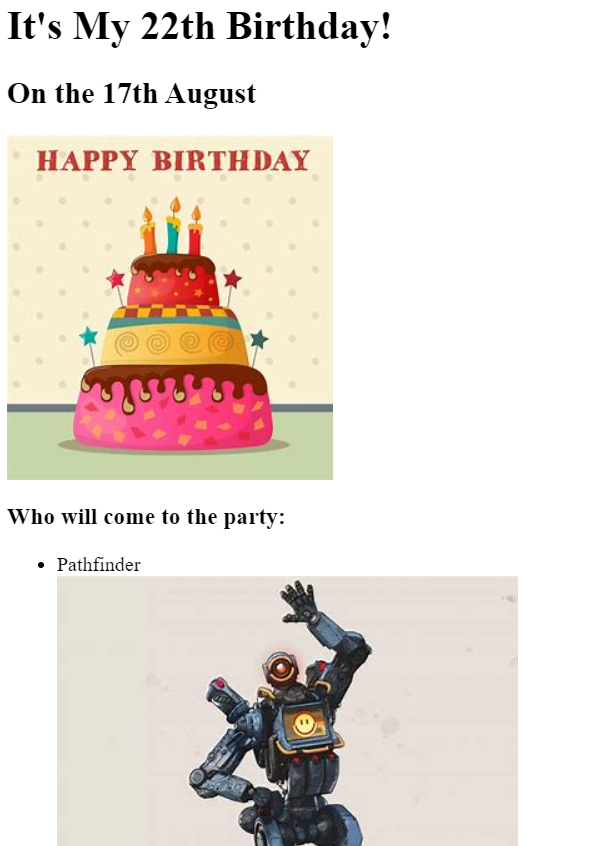 It's My 22th Birthday!
On the 17th August
HAPPY BIRTHDAY
Who will come to the party:
Pathfinder